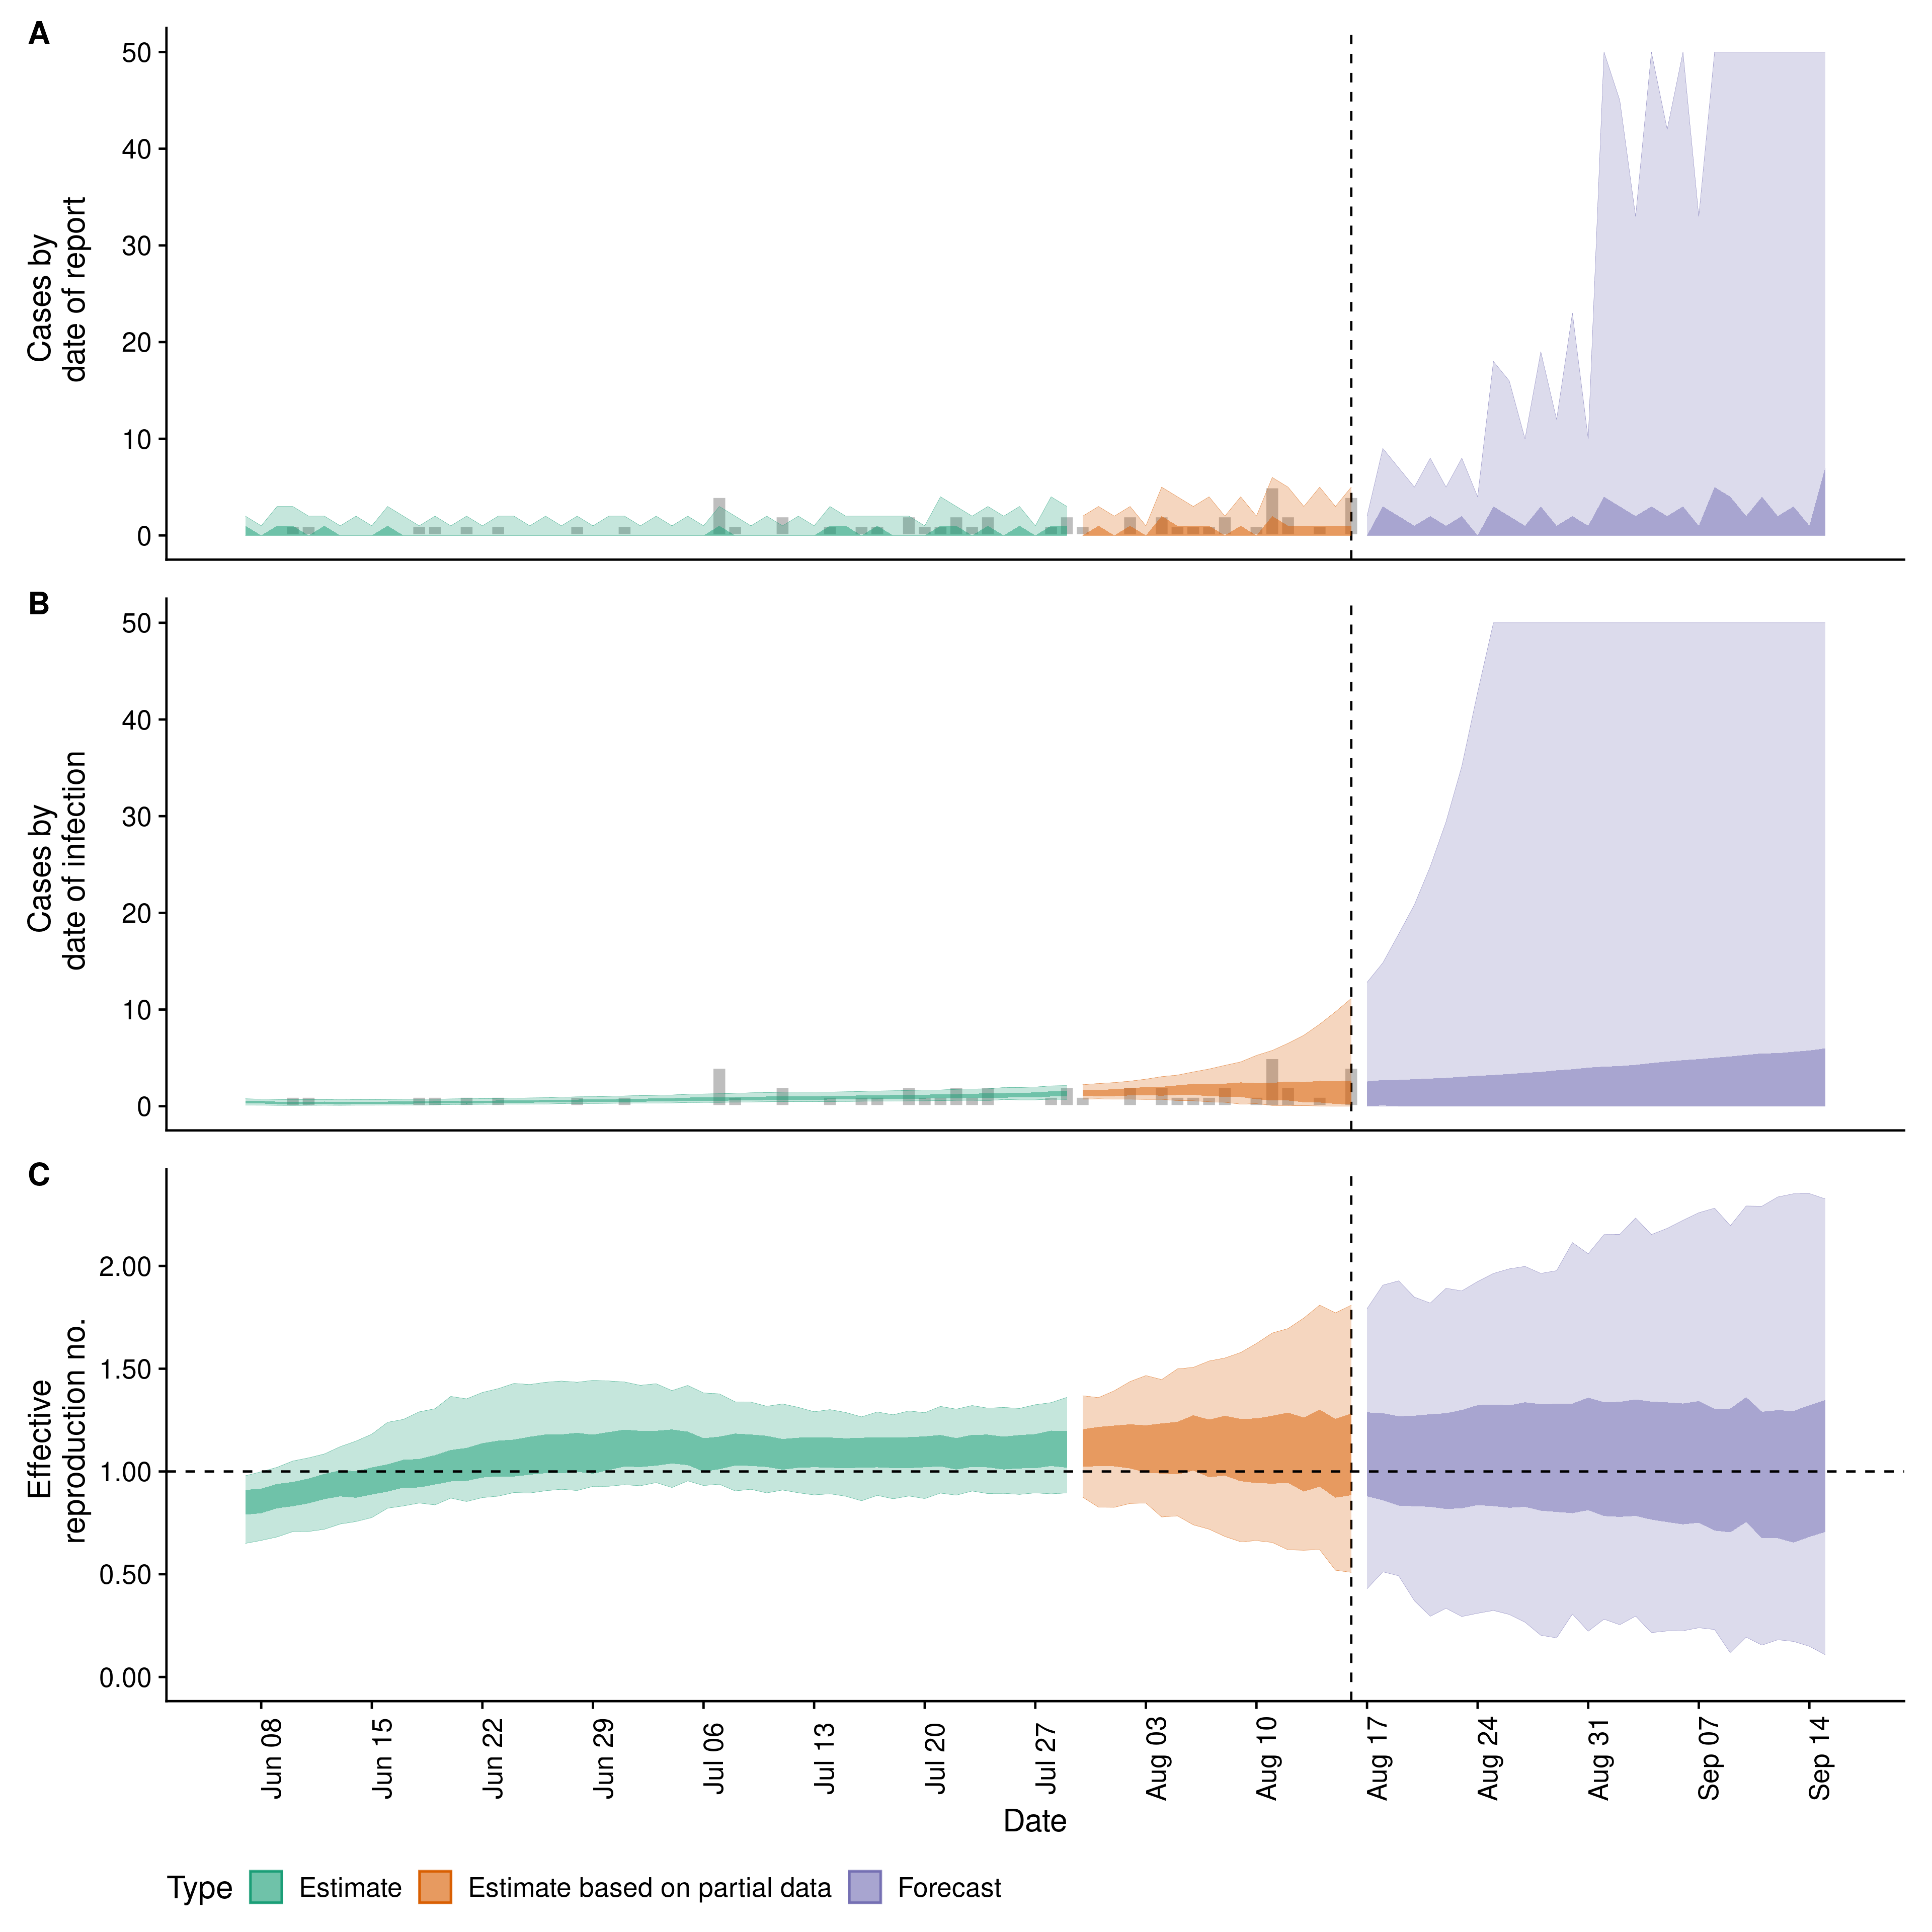 A
50
40
30
20
10
0
Cases by
date of report
B
50
40
30
20
10
0
Cases by
date of infection
C
2.00
1.50
1.00
0.50
0.00
Effective
reproduction no.
Jun 08
Jun 15
Jun 22
Jun 29
Jul 06
Jul 13
Jul 20
Jul 27
Aug 03
Aug 10
Aug 17
Aug 24
Aug 31
Sep 07
Sep 14
Date
Type Estimate Estimate based on partial data Forecast